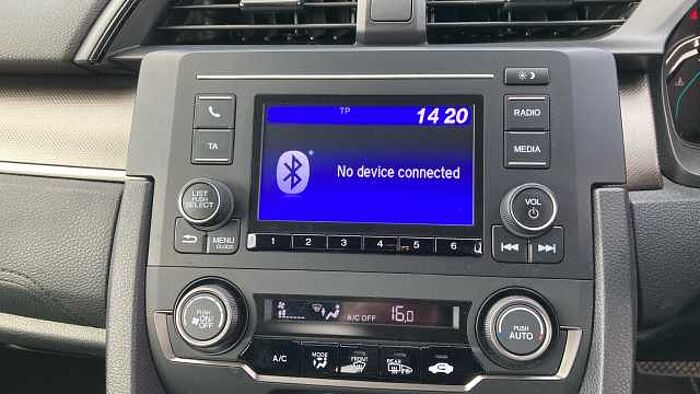 TP 14 20
No device connected
TA
RADIO
MEDIA
LIST
PUSH
SELECT
MENU
CLOCK
VOL
1 2 3 4 5 6
PUSH
ON/
OFF
A/C OFF 16.0
PUSH
AUTO
A/C
MODE
FRONT
REAR